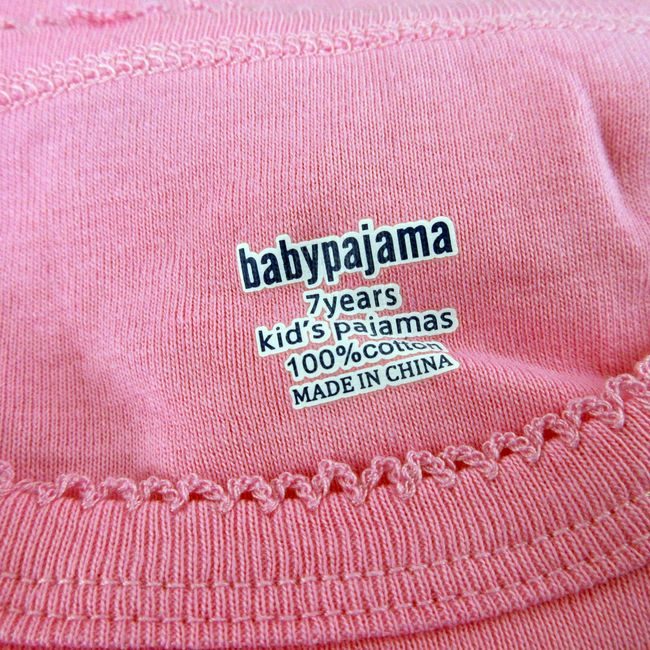 babypajama
7years
kid's pajamas
100%cotton
MADE IN CHINA